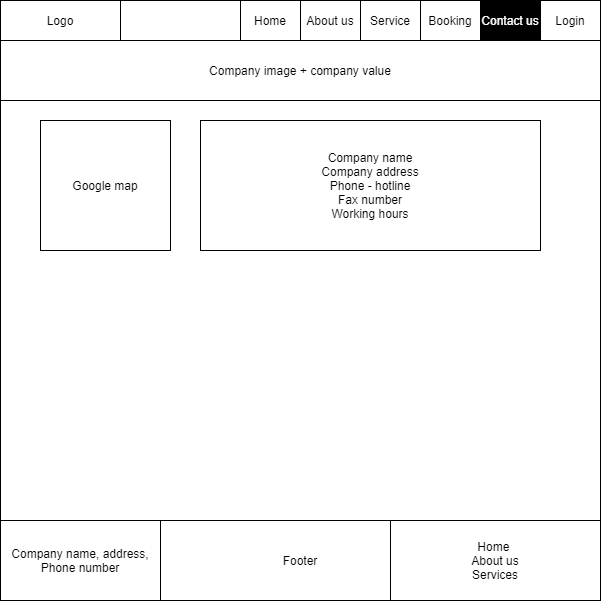 Logo
Home
About us
Service
Booking
Contact us
Login
Company image + company value
Google map
Company name
Company address
Phone - hotline
Fax number
Working hours
Company name, address,
Phone number
Footer
Home
About us
Services